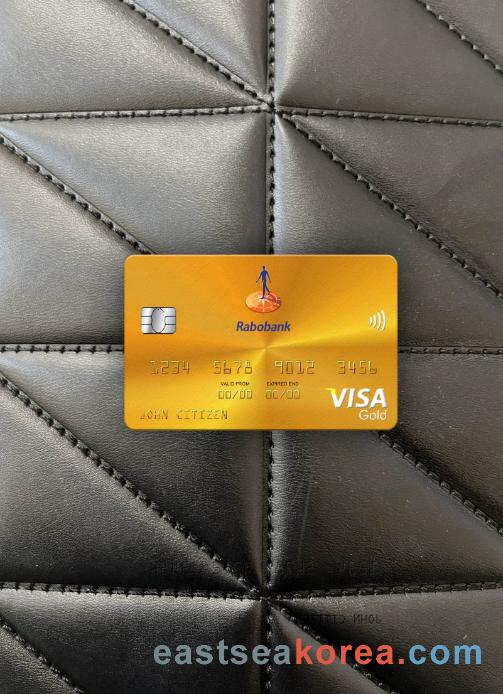 Rabobank
1234 5678 9012 3456
VALID FROM EXPIRED END
00/00 00/00
JOHN CITIZEN
VISA
Gold
eastseakorea.com